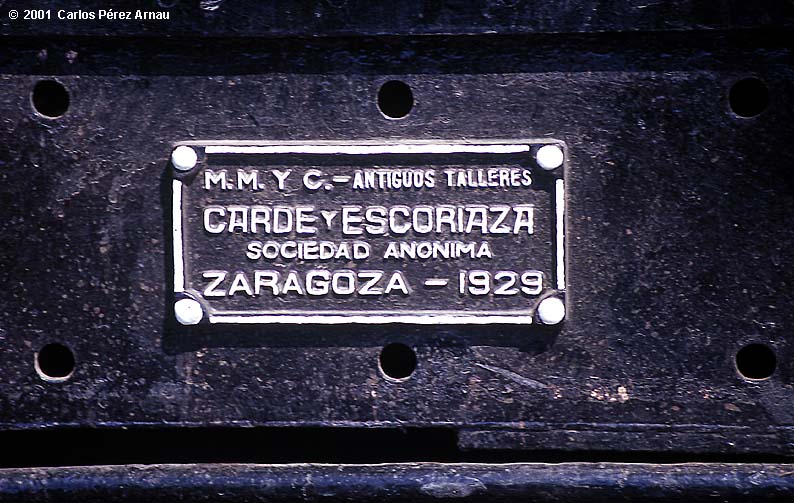 © 2001 Carlos Pérez Arnau
M.M. Y C.- ANTIGUOS TALLERES
CARDE Y ESCORIAZA
SOCIEDAD ANONIMA
ZARAGOZA - 1929